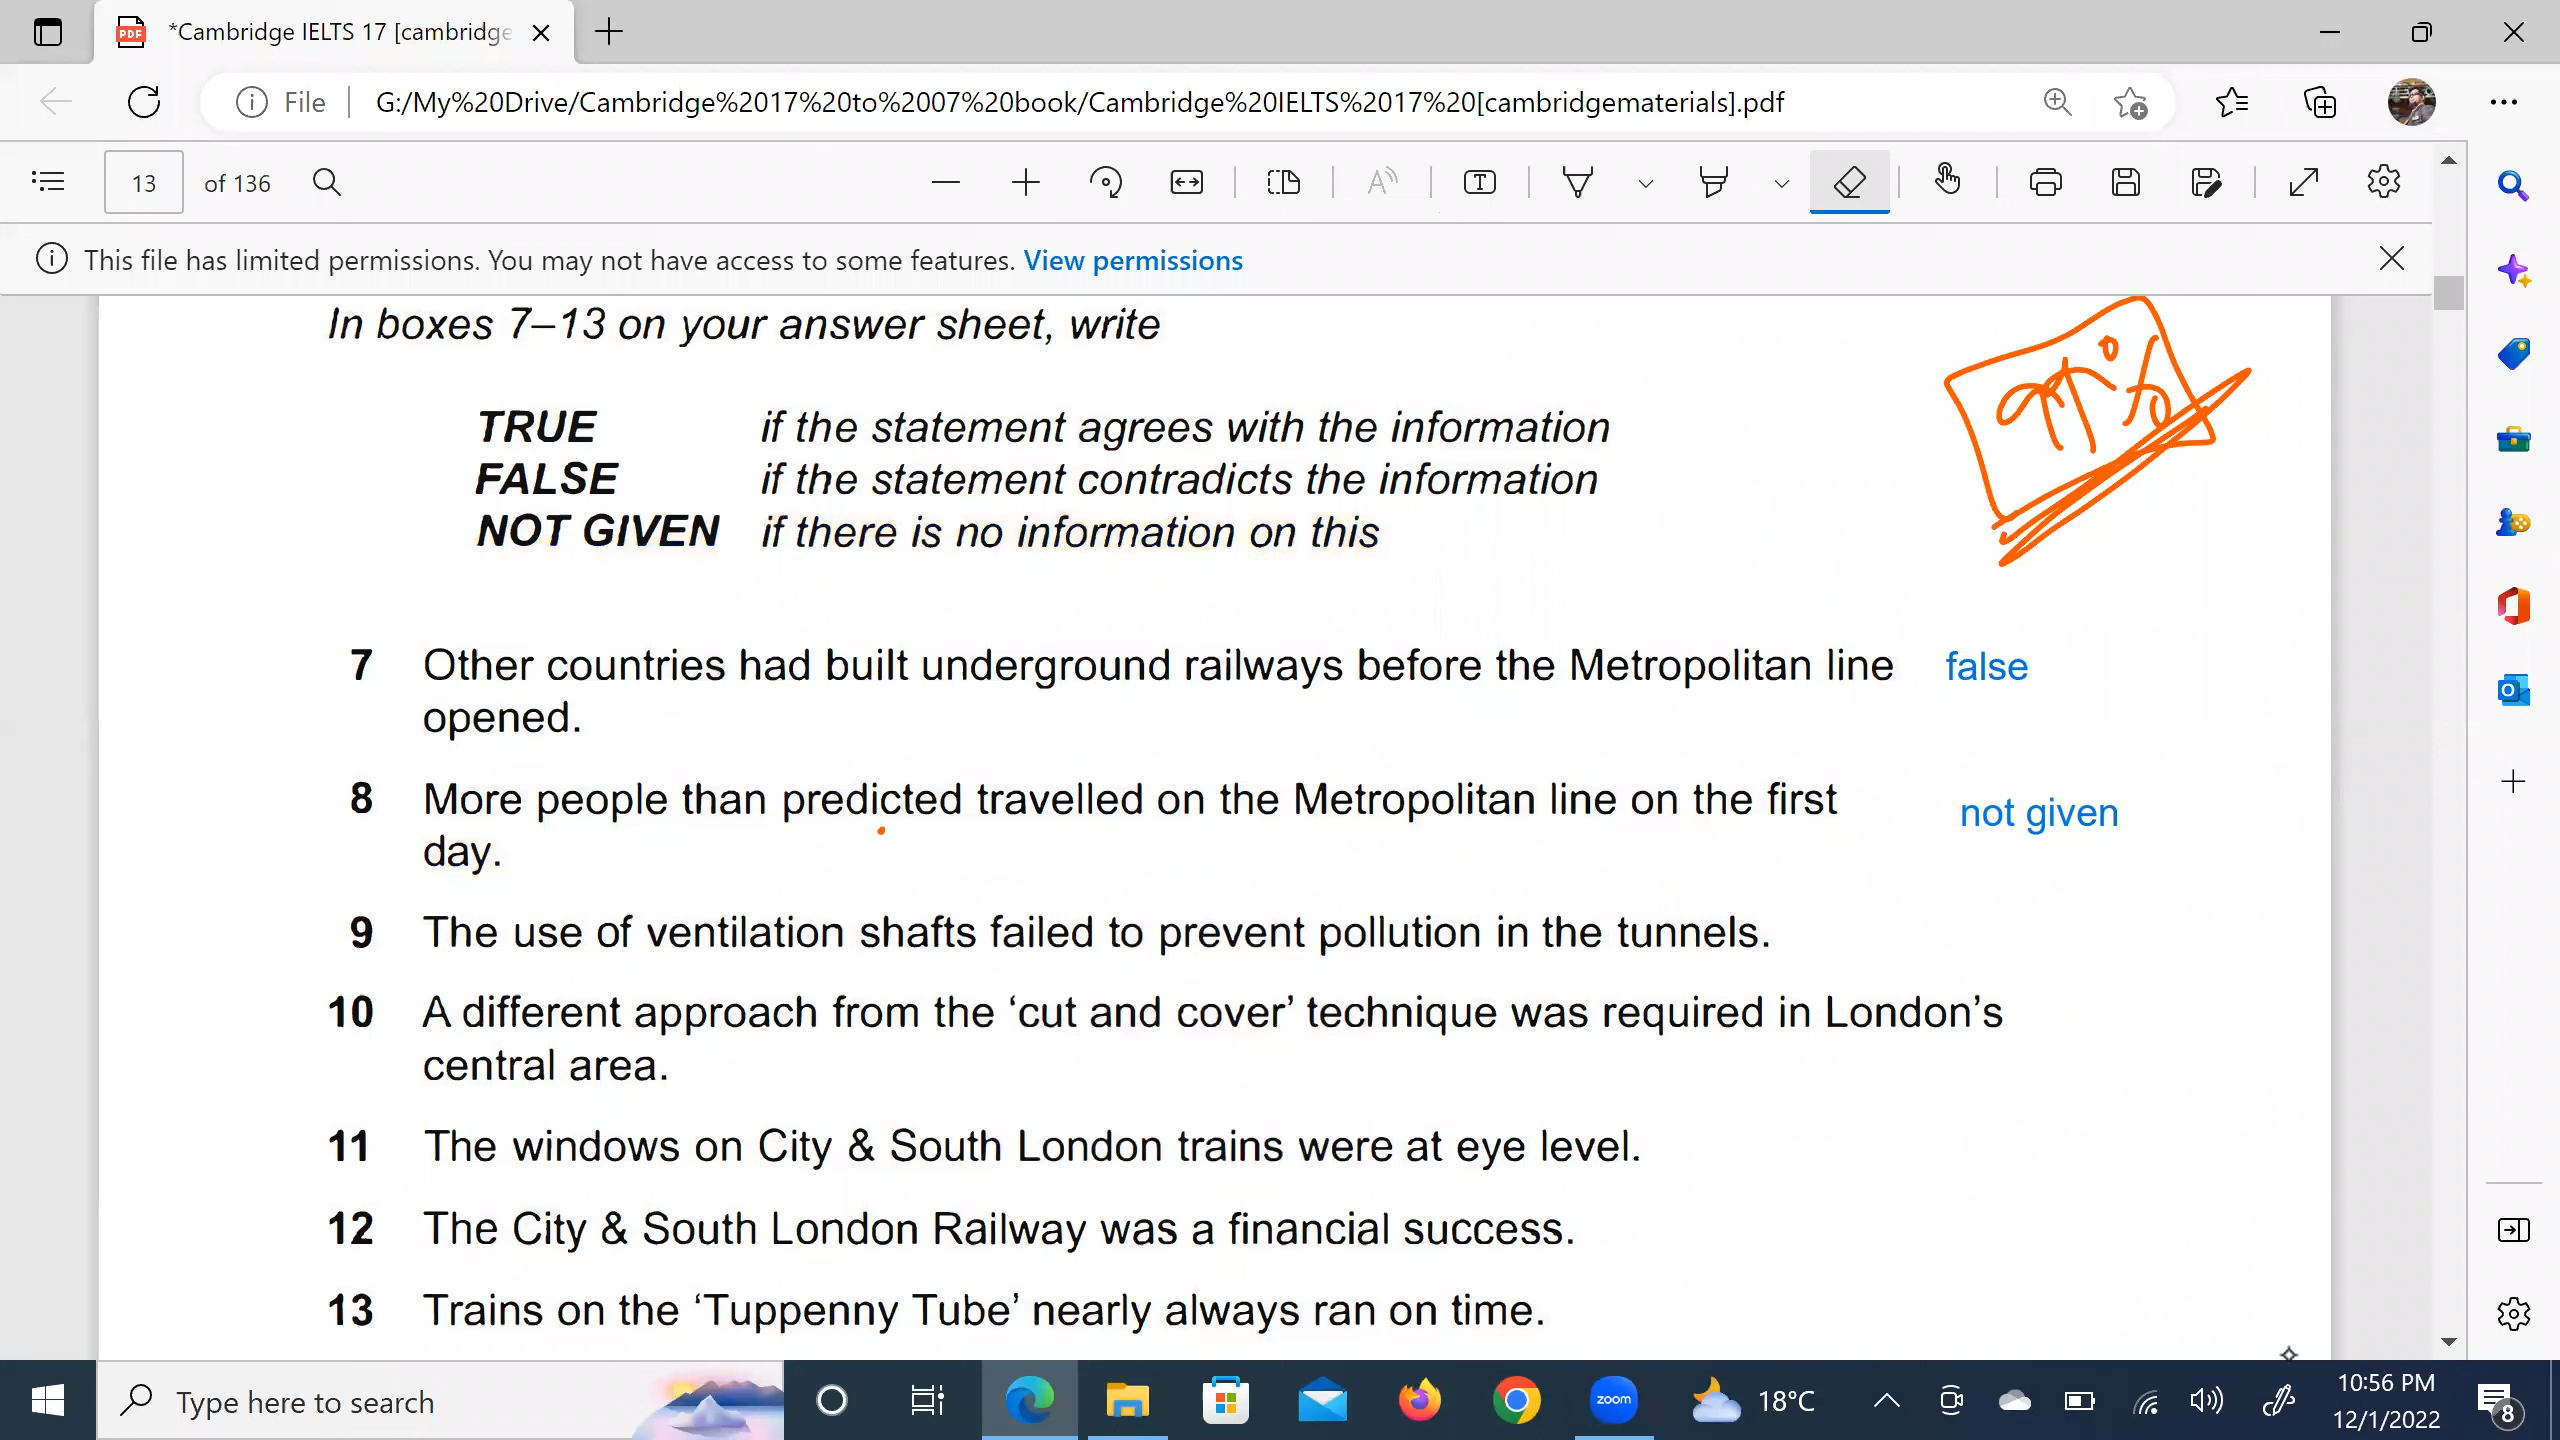 *Cambridge IELTS 17 [cambridge
File
G:/My%20Drive/Cambridge%2017%20to%2007%20book/Cambridge%20IELTS%2017%20[cambridgematerials].pdf
13 of 136
This file has limited permissions. You may not have access to some features. View permissions
In boxes 7–13 on your answer sheet, write
TRUE if the statement agrees with the information
FALSE if the statement contradicts the information
NOT GIVEN if there is no information on this
7 Other countries had built underground railways before the Metropolitan line false
opened.
8 More people than predicted travelled on the Metropolitan line on the first not given
day.
9 The use of ventilation shafts failed to prevent pollution in the tunnels.
10 A different approach from the ‘cut and cover’ technique was required in London’s
central area.
11 The windows on City & South London trains were at eye level.
12 The City & South London Railway was a financial success.
13 Trains on the ‘Tuppenny Tube’ nearly always ran on time.
Type here to search
zoom
18°C
10:56 PM
12/1/2022
8